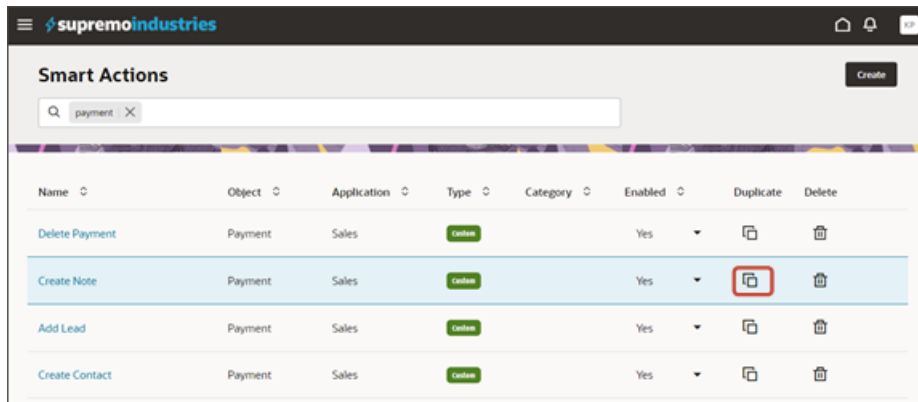 supremoindustries
KP
Smart Actions
Create
payment
Name Object Application Type Category Enabled Duplicate Delete
Delete Payment Payment Sales Custom Yes
Create Note Payment Sales Custom Yes
Add Lead Payment Sales Custom Yes
Create Contact Payment Sales Custom Yes